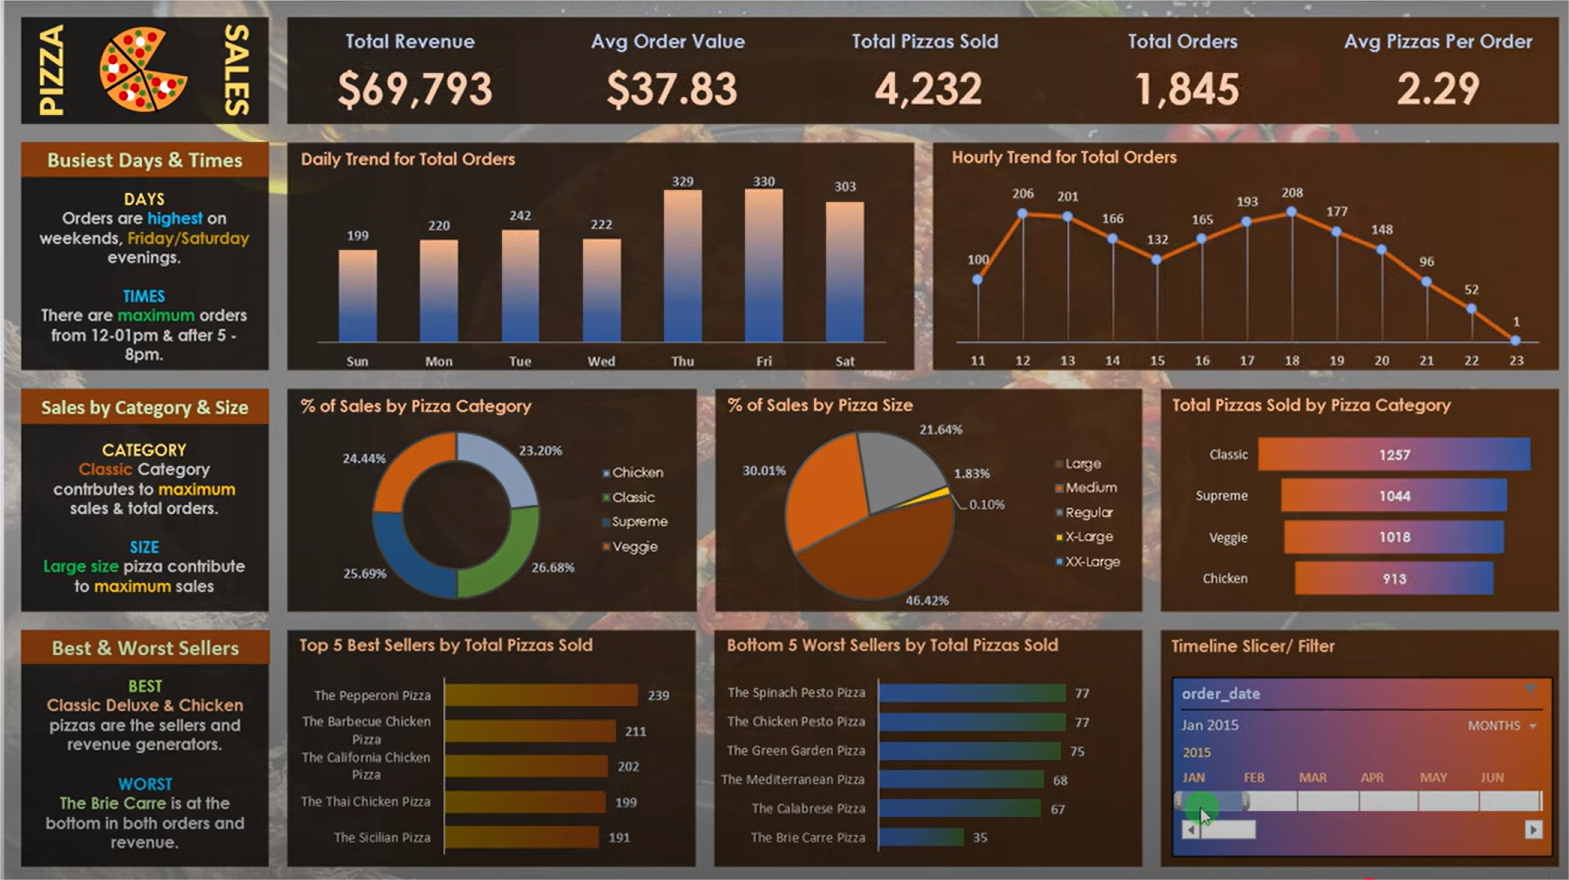 PIZZA
SALES
Total Revenue
$69,793
Avg Order Value
$37.83
Total Pizzas Sold
4,232
Total Orders
1,845
Avg Pizzas Per Order
2.29
Busiest Days & Times
DAYS
Orders are highest on
weekends, Friday/Saturday
evenings.
TIMES
There are maximum orders
from 12-01pm & after 5 -
8pm.
Daily Trend for Total Orders
199
220
242
222
329
330
303
Sun
Mon
Tue
Wed
Thu
Fri
Sat
Hourly Trend for Total Orders
100
206
201
166
132
165
193
208
177
148
96
52
1
11
12
13
14
15
16
17
18
19
20
21
22
23
Sales by Category & Size
CATEGORY
Classic Category
contrbutes to maximum
sales & total orders.
SIZE
Large size pizza contribute
to maximum sales
% of Sales by Pizza Category
24.44%
23.20%
25.69%
26.68%
Chicken
Classic
Supreme
Veggie
% of Sales by Pizza Size
21.64%
30.01%
1.83%
0.10%
46.42%
Large
Medium
Regular
X-Large
XX-Large
Total Pizzas Sold by Pizza Category
Classic 1257
Supreme 1044
Veggie 1018
Chicken 913
Best & Worst Sellers
BEST
Classic Deluxe & Chicken
pizzas are the sellers and
revenue generators.
WORST
The Brie Carre is at the
bottom in both orders and
revenue.
Top 5 Best Sellers by Total Pizzas Sold
The Pepperoni Pizza 239
The Barbecue Chicken
Pizza 211
The California Chicken
Pizza 202
The Thai Chicken Pizza 199
The Sicilian Pizza 191
Bottom 5 Worst Sellers by Total Pizzas Sold
The Spinach Pesto Pizza 77
The Chicken Pesto Pizza 77
The Green Garden Pizza 75
The Mediterranean Pizza 68
The Calabrese Pizza 67
The Brie Carre Pizza 35
Timeline Slicer/ Filter
order_date
Jan 2015 MONTHS
2015
JAN FEB MAR APR MAY JUN